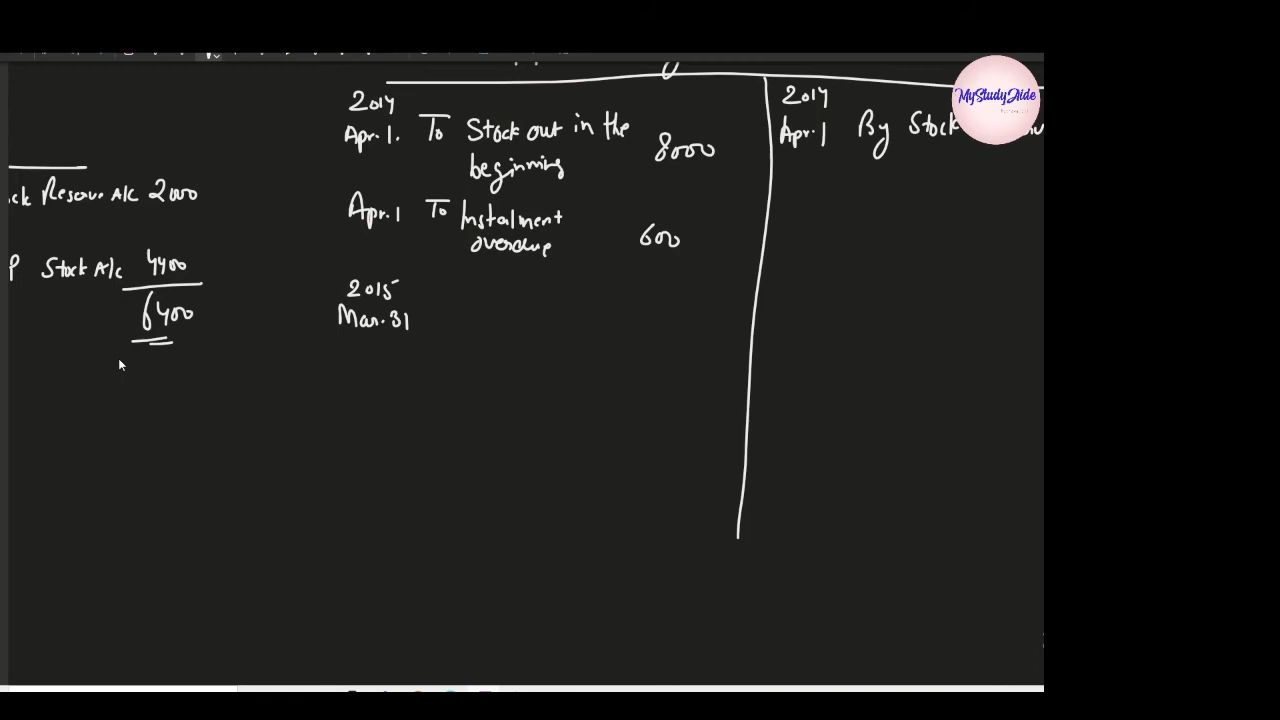 MyStudyJide
2014
Apr. 1. To Stock out in the
beginning 8000
Apr. 1 To Instalment
overdue 600
2015
Mar. 31
2014
Apr. 1 By Stock
Reserve A/c 2000
Stock A/c 4400
6400